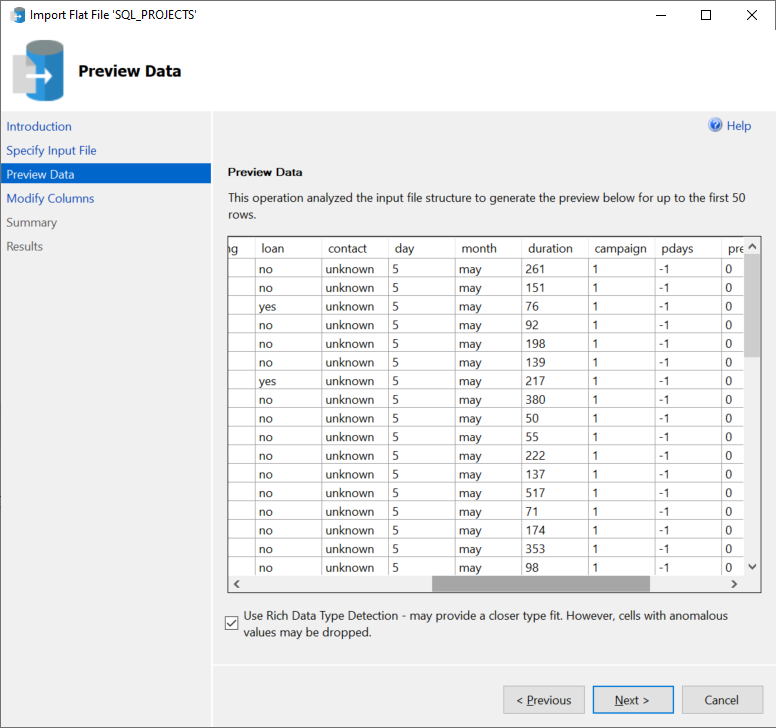 Import Flat File 'SQL_PROJECTS'
Preview Data
Introduction
Specify Input File
Preview Data
Modify Columns
Summary
Results
Help
Preview Data
This operation analyzed the input file structure to generate the preview below for up to the first 50
rows.
ng loan contact day month duration campaign pdays pre
no unknown 5 may 261 1 -1 0
no unknown 5 may 151 1 -1 0
yes unknown 5 may 76 1 -1 0
no unknown 5 may 92 1 -1 0
no unknown 5 may 198 1 -1 0
no unknown 5 may 139 1 -1 0
yes unknown 5 may 217 1 -1 0
no unknown 5 may 380 1 -1 0
no unknown 5 may 50 1 -1 0
no unknown 5 may 55 1 -1 0
no unknown 5 may 222 1 -1 0
no unknown 5 may 137 1 -1 0
no unknown 5 may 517 1 -1 0
no unknown 5 may 71 1 -1 0
no unknown 5 may 174 1 -1 0
no unknown 5 may 353 1 -1 0
no unknown 5 may 98 1 -1 0
Use Rich Data Type Detection - may provide a closer type fit. However, cells with anomalous
values may be dropped.
< Previous Next > Cancel